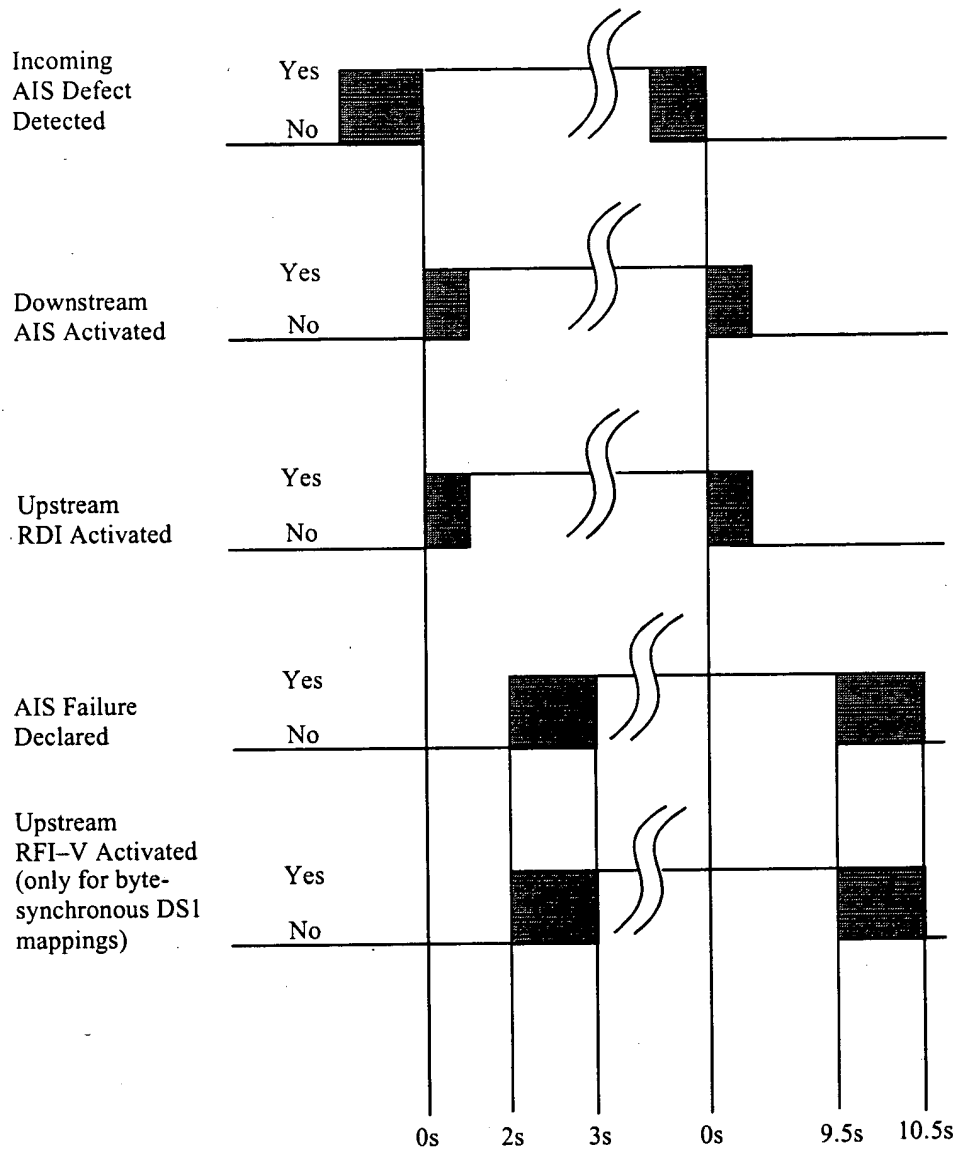 Incoming
AIS Defect
Detected
Yes
No
Downstream
AIS Activated
Yes
No
Upstream
RDI Activated
Yes
No
AIS Failure
Declared
Yes
No
Upstream
RFI–V Activated
(only for byte-
synchronous DS1
mappings)
Yes
No
0s 2s 3s 0s 9.5s 10.5s